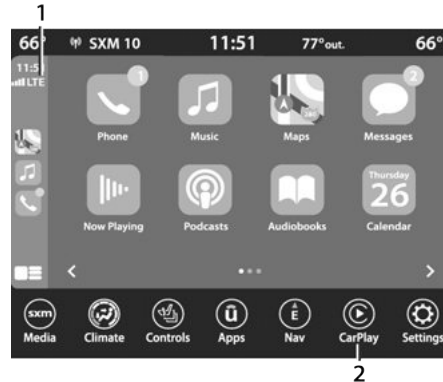 1
66° SXM 10 11:51 77°out. 66°
11:51
LTE
1
2
Phone Music Maps Messages
280
Thursday
26
Now Playing Podcasts Audiobooks Calendar
sxm û E
Media Climate Controls Apps Nav CarPlay Settings
2